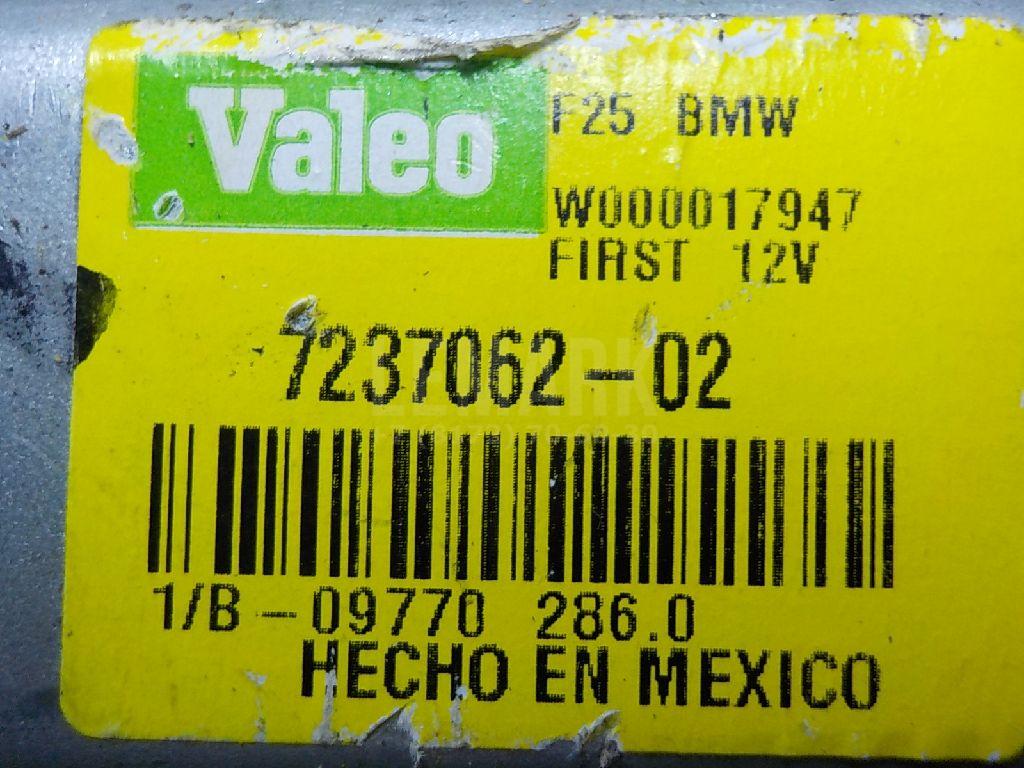 Valeo
F25 BMW
W000017947
FIRST 12V
7237062-02
1/B-09770 286.0
HECHO EN MEXICO